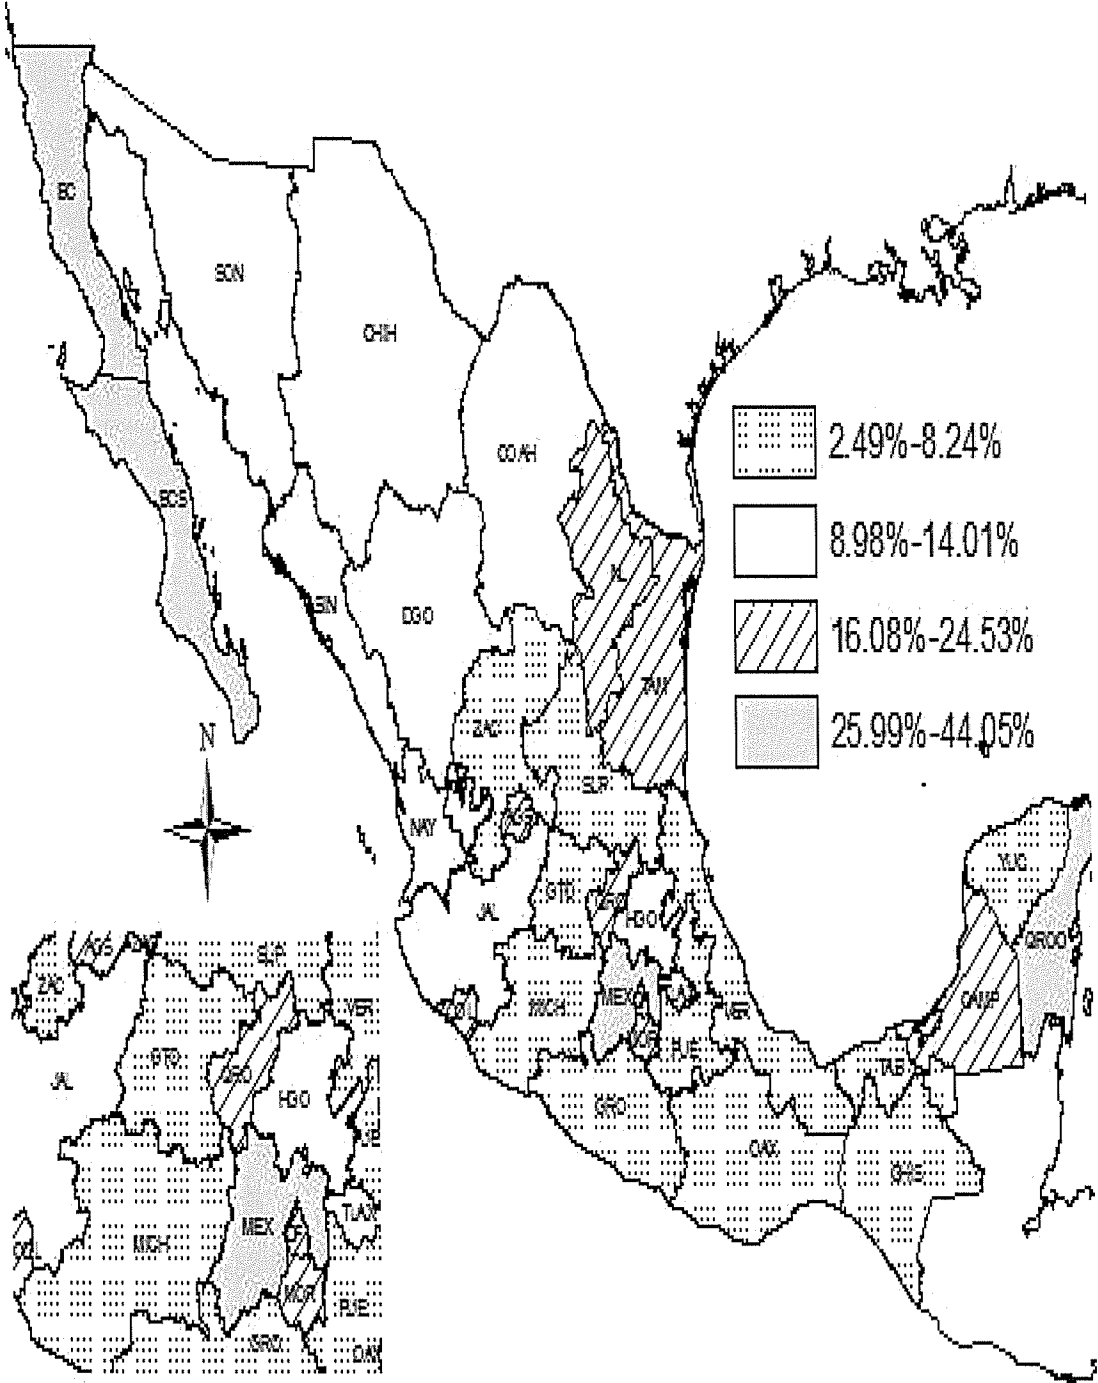 BC
SON
CHIH
COAH
2.49%-8.24%
BCS
8.98%-14.01%
NL
SIN
DGO
16.08%-24.53%
TAM
ZAC
25.99%-44.05%
N
SLP
AGS
NAY
YUC
GTO
QRO
JAL
HGO
QROO
AGS
SLP
ZAC
MEX
CAMP
COL
MICH
VER
VER
GTO
MOR
PUE
TAB
JAL
QRO
HGO
GRO
PUE
OAX
CHIS
TLAX
MEX
DF
MICH
COL
MOR
PUE
GRO
OAX